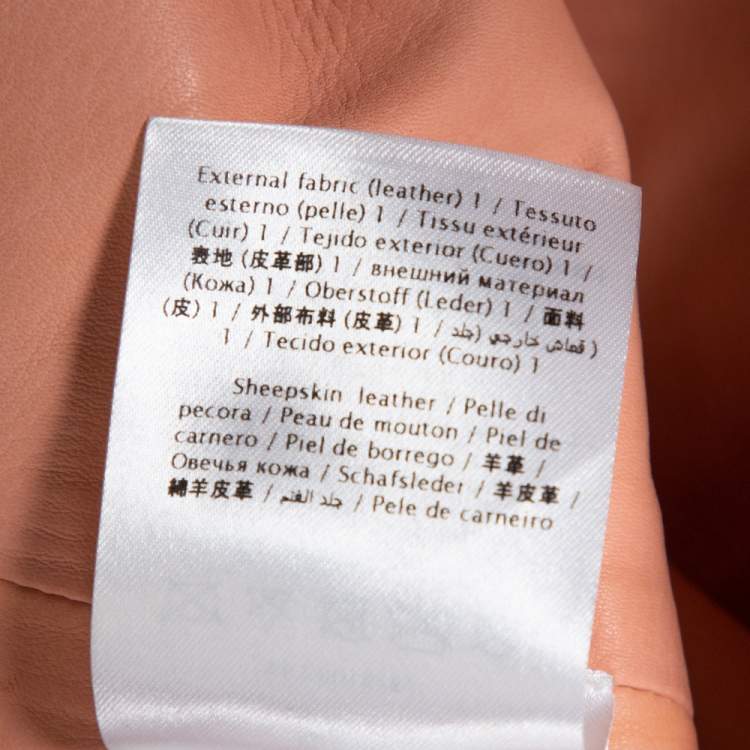 External fabric (leather) 1 / Tessuto
esterno (pelle) 1 / Tissu extérieur
(Cuir) 1 / Tejido exterior (Cuero) 1 /
表地 (皮革部) 1 / внешний материал
(Кожа) 1 / Oberstoff (Leder) 1 / 面料
(皮) 1 / 外部布料 (皮革) 1 / قماش خارجي (جلد)
1 / Tecido exterior (Couro) 1
Sheepskin leather / Pelle di
pecora / Peau de mouton / Piel de
carnero / Piel de borrego / 羊革 /
Овечья кожа / Schafsleder / 羊皮革 /
綿羊皮革 / جلد الغنم / Pele de carneiro